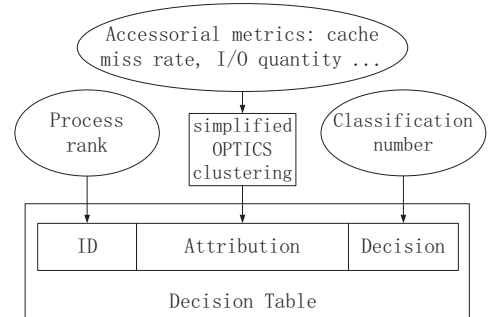 Accessorial metrics: cache
miss rate, I/O quantity ...
Process
rank
simplified
OPTICS
clustering
Classification
number
ID
Attribution
Decision
Decision Table